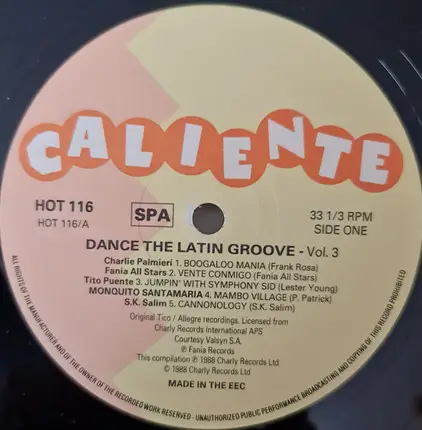 CALIENTE
HOT 116
HOT 116/A
SPA
33 1/3 RPM
SIDE ONE
DANCE THE LATIN GROOVE - Vol. 3
Charlie Palmieri 1. BOOGALOO MANIA (Frank Rosa)
Fania All Stars 2. VENTE CONMIGO (Fania All Stars)
Tito Puente 3. JUMPIN' WITH SYMPHONY SID (Lester Young)
MONGUITO SANTAMARIA 4. MAMBO VILLAGE (P. Patrick)
S.K. Salim 5. CANNONOLOGY (S.K. Salim)
Original Tico / Allegre recordings. Licensed from
Charly Records International APS
Courtesy Valsyn S.A.
℗ Fania Records
This compilation ℗ 1988 Charly Records Ltd
© 1988 Charly Records Ltd
MADE IN THE EEC
ALL RIGHTS OF THE MANUFACTURER AND OF THE OWNER OF THE RECORDED WORK RESERVED - UNAUTHORIZED PUBLIC PERFORMANCE BROADCASTING AND COPYING OF THIS RECORD PROHIBITED